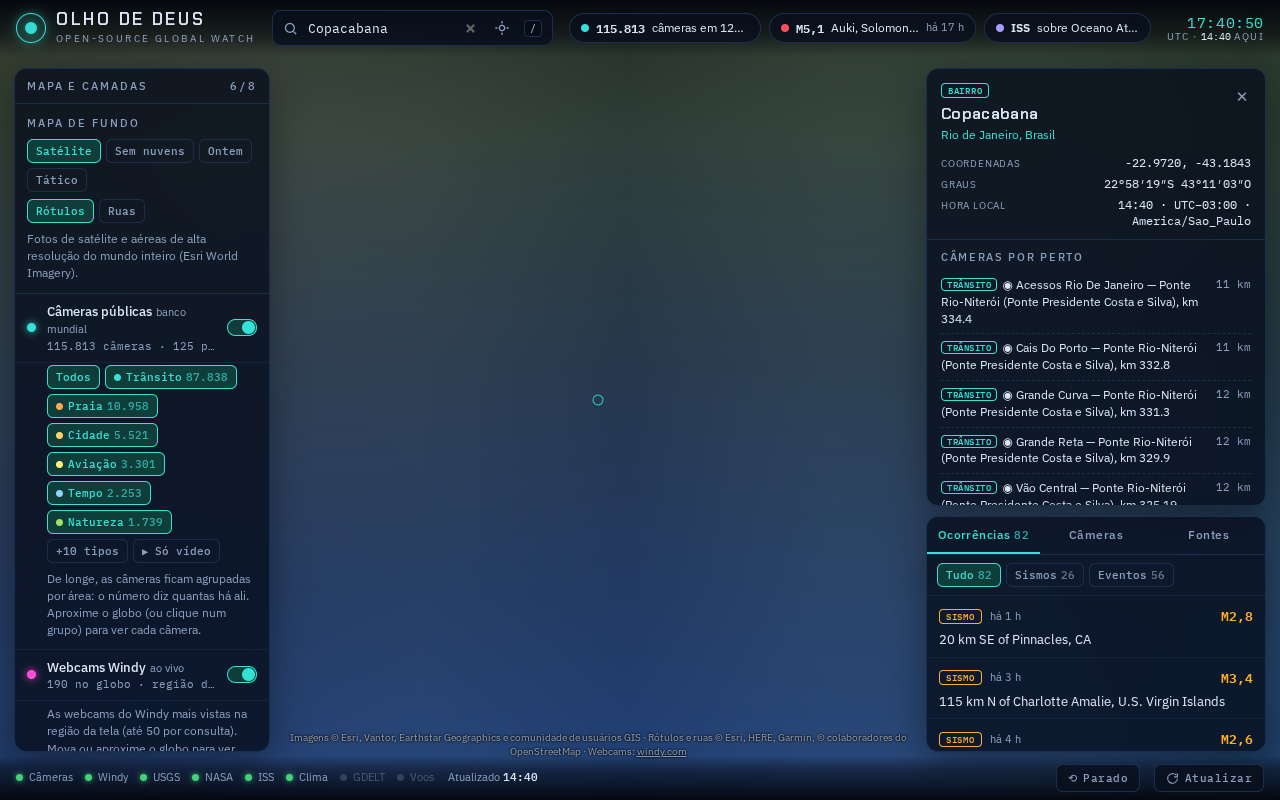 OLHO DE DEUS
OPEN-SOURCE GLOBAL WATCH
Copacabana
/
115.813 câmeras em 12...
M5,1 Auki, Solomon... há 17 h
ISS sobre Oceano At...
17:40:50
UTC · 14:40 AQUI
MAPA E CAMADAS 6/8
MAPA DE FUNDO
Satélite Sem nuvens Ontem
Tático
Rótulos Ruas
Fotos de satélite e aéreas de alta
resolução do mundo inteiro (Esri World
Imagery).
Câmeras públicas banco
mundial
115.813 câmeras · 125 p…
Todos Trânsito 87.838
Praia 10.958
Cidade 5.521
Aviação 3.301
Tempo 2.253
Natureza 1.739
+10 tipos ▶ Só vídeo
De longe, as câmeras ficam agrupadas
por área: o número diz quantas há ali.
Aproxime o globo (ou clique num
grupo) para ver cada câmera.
Webcams Windy ao vivo
190 no globo · região d…
As webcams do Windy mais vistas na
região da tela (até 50 por consulta).
Mova ou aproxime o globo para ver
BAIRRO
Copacabana
Rio de Janeiro, Brasil
COORDENADAS -22.9720, -43.1843
GRAUS 22°58′19″S 43°11′03″O
HORA LOCAL 14:40 · UTC−03:00 ·
America/Sao_Paulo
CÂMERAS POR PERTO
TRÂNSITO ◉ Acessos Rio De Janeiro — Ponte 11 km
Rio-Niterói (Ponte Presidente Costa e Silva), km
334.4
TRÂNSITO ◉ Cais Do Porto — Ponte Rio-Niterói 11 km
(Ponte Presidente Costa e Silva), km 332.8
TRÂNSITO ◉ Grande Curva — Ponte Rio-Niterói 12 km
(Ponte Presidente Costa e Silva), km 331.3
TRÂNSITO ◉ Grande Reta — Ponte Rio-Niterói 12 km
(Ponte Presidente Costa e Silva), km 329.9
TRÂNSITO ◉ Vão Central — Ponte Rio-Niterói 12 km
(Ponte Presidente Costa e Silva), km 325.19
Ocorrências 82 Câmeras Fontes
Tudo 82 Sismos 26 Eventos 56
SISMO há 1 h M2,8
20 km SE of Pinnacles, CA
SISMO há 3 h M3,4
115 km N of Charlotte Amalie, U.S. Virgin Islands
SISMO há 4 h M2,6
Imagens © Esri, Vantor, Earthstar Geographics e comunidade de usuários GIS · Rótulos e ruas © Esri, HERE, Garmin, © colaboradores do
OpenStreetMap · Webcams: windy.com
Câmeras Windy USGS NASA ISS Clima GDELT Voos Atualizado 14:40
⟲ Parado Atualizar